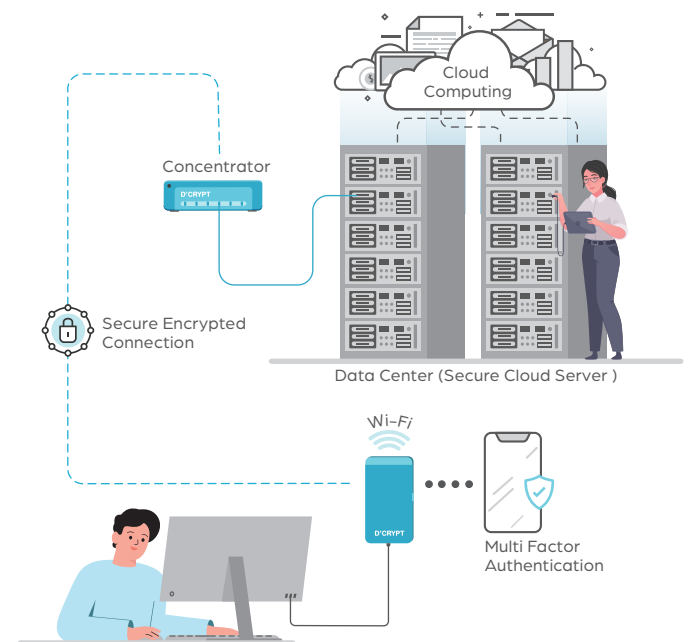 Cloud
Computing
Concentrator
D'CRYPT
Secure Encrypted
Connection
Data Center (Secure Cloud Server )
Wi-Fi
D'CRYPT
Multi Factor
Authentication